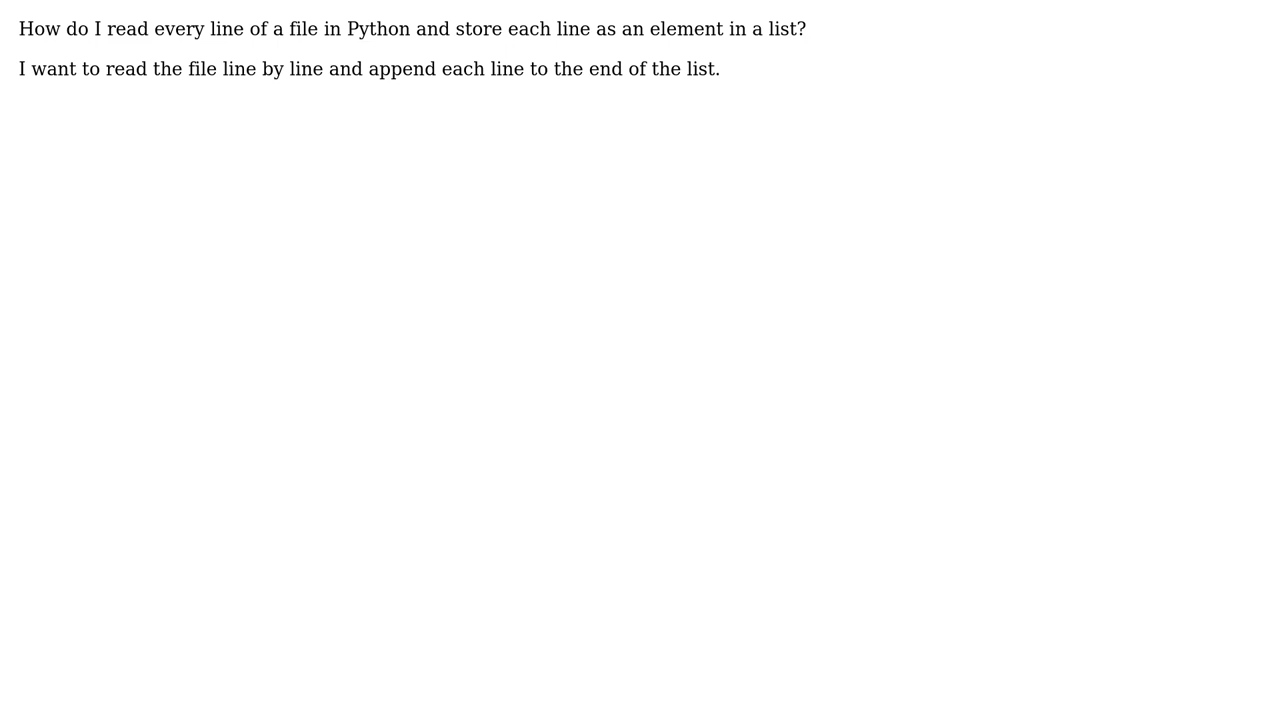 How do I read every line of a file in Python and store each line as an element in a list?
I want to read the file line by line and append each line to the end of the list.